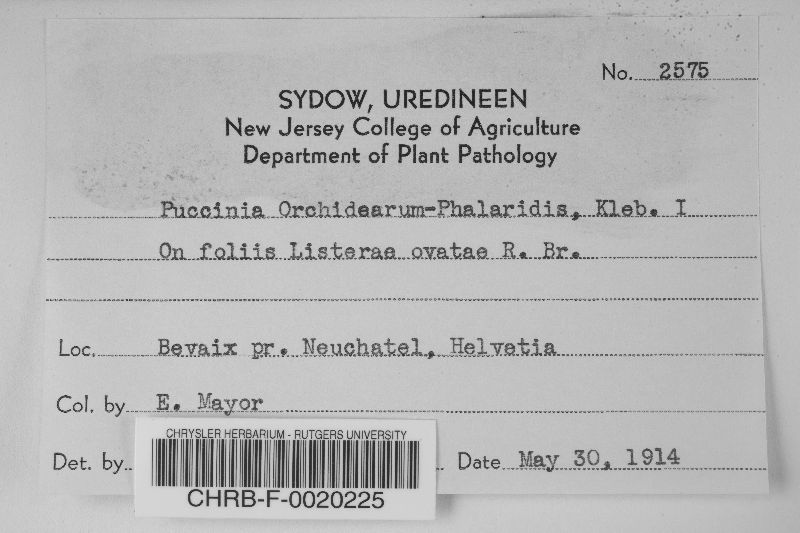 No. 2575
SYDOW, UREDINEEN
New Jersey College of Agriculture
Department of Plant Pathology
Puccinia Orchidearum-Phalaridis, Kleb. I
On foliis Listerae ovatae R. Br.
Loc. Bevaix pr. Neuchatel, Helvetia
Col. by E. Mayor
Det. by Date May 30, 1914
CHRYSLER HERBARIUM - RUTGERS UNIVERSITY
CHRB-F-0020225